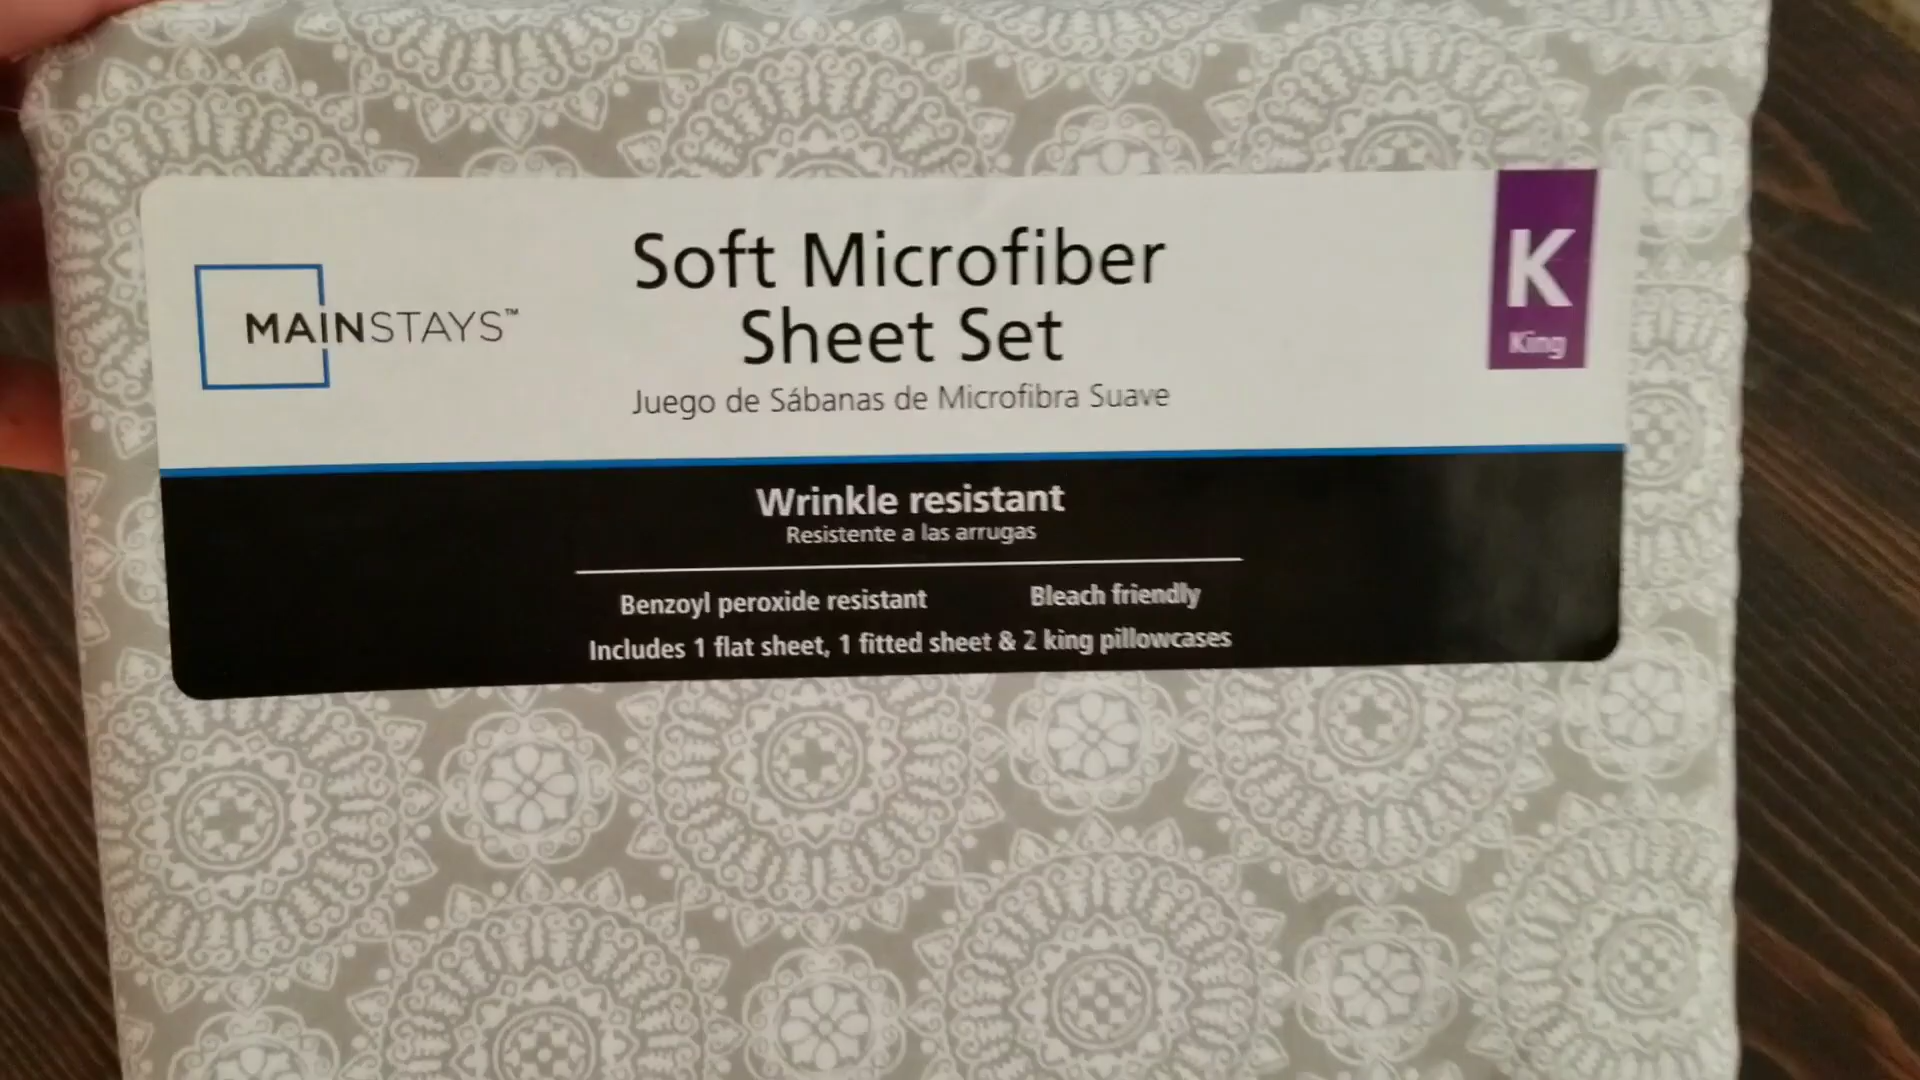 MAINSTAYS™
Soft Microfiber
Sheet Set
Juego de Sábanas de Microfibra Suave
K
King
Wrinkle resistant
Resistente a las arrugas
Benzoyl peroxide resistant
Bleach friendly
Includes 1 flat sheet, 1 fitted sheet & 2 king pillowcases